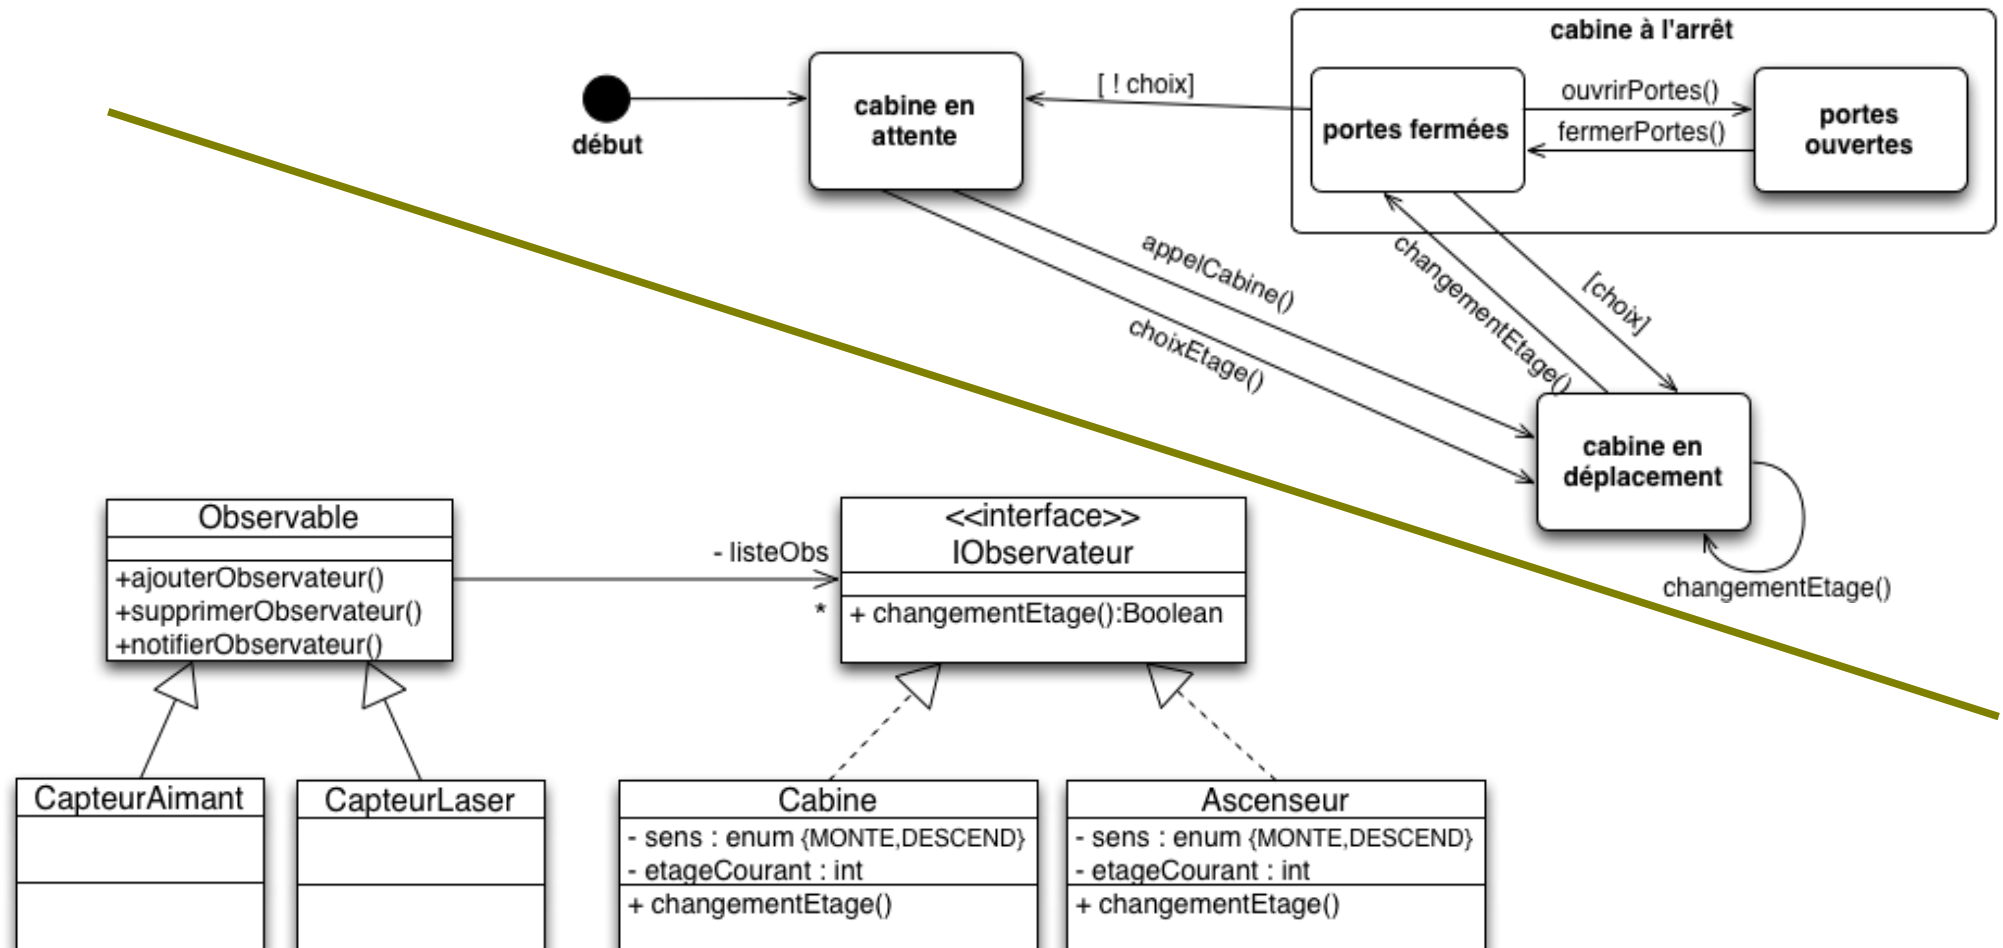 cabine à l'arrêt
début
cabine en
attente
[ ! choix]
portes fermées
ouvrirPortes()
fermerPortes()
portes
ouvertes
appelCabine()
choixEtage()
changementEtage()
[choix]
cabine en
déplacement
changementEtage()
Observable
+ajouterObservateur()
+supprimerObservateur()
+notifierObservateur()
- listeObs
*
<<interface>>
IObservateur
+ changementEtage():Boolean
CapteurAimant
CapteurLaser
Cabine
- sens : enum {MONTE,DESCEND}
- etageCourant : int
+ changementEtage()
Ascenseur
- sens : enum {MONTE,DESCEND}
- etageCourant : int
+ changementEtage()